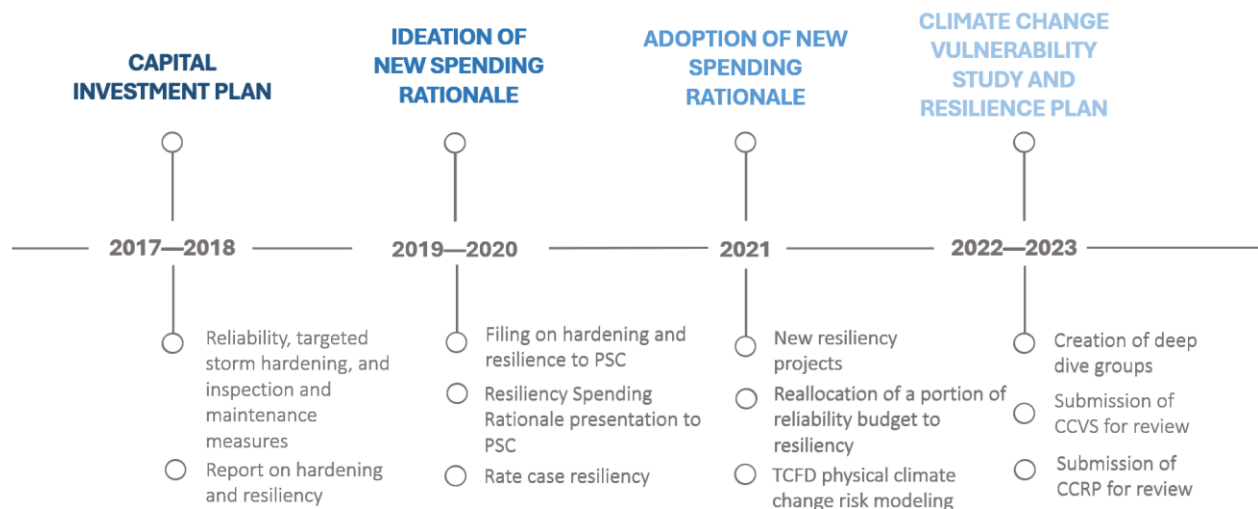 CAPITAL
INVESTMENT PLAN
IDEATION OF
NEW SPENDING
RATIONALE
ADOPTION OF NEW
SPENDING
RATIONALE
CLIMATE CHANGE
VULNERABILITY
STUDY AND
RESILIENCE PLAN
2017—2018
2019—2020
2021
2022—2023
Reliability, targeted
storm hardening, and
inspection and
maintenance
measures
Report on hardening
and resiliency
Filing on hardening and
resilience to PSC
Resiliency Spending
Rationale presentation to
PSC
Rate case resiliency
New resiliency
projects
Reallocation of a portion of
reliability budget to
resiliency
TCFD physical climate
change risk modeling
Creation of deep
dive groups
Submission of
CCVS for review
Submission of
CCRP for review